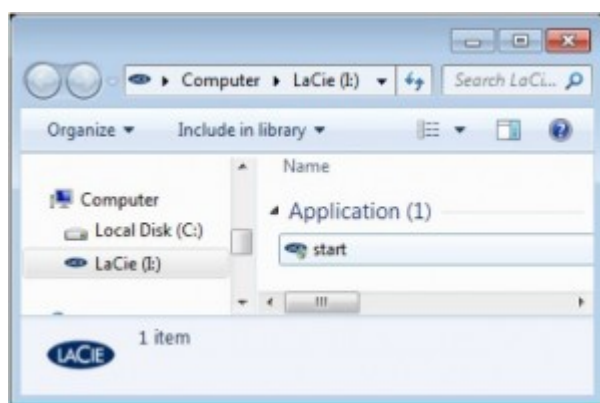 Computer ▸ LaCie (I:)
Search LaCi...
Organize
Include in library
Name
Computer
Application (1)
Local Disk (C:)
start
LaCie (I:)
LACIE
1 item